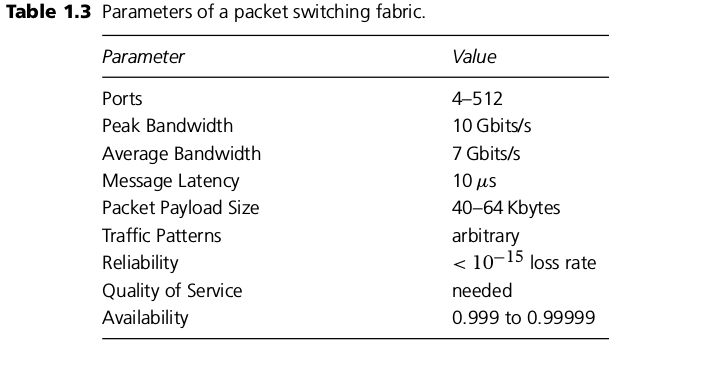 Table 1.3 Parameters of a packet switching fabric.
Parameter Value
Ports 4–512
Peak Bandwidth 10 Gbits/s
Average Bandwidth 7 Gbits/s
Message Latency 10 μs
Packet Payload Size 40–64 Kbytes
Traffic Patterns arbitrary
Reliability < 10⁻¹⁵ loss rate
Quality of Service needed
Availability 0.999 to 0.99999